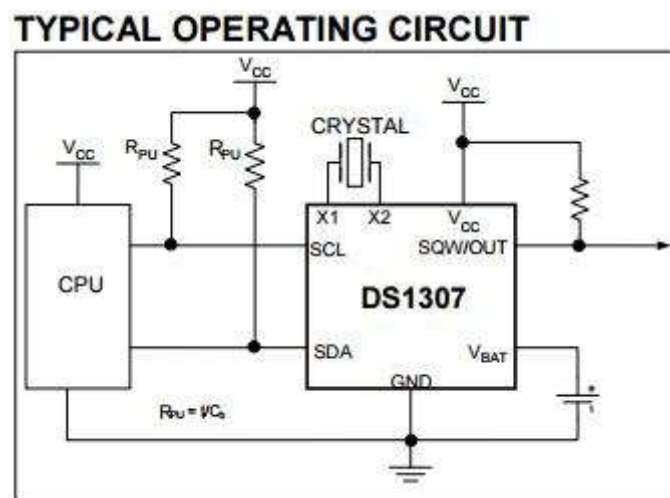 TYPICAL OPERATING CIRCUIT
VCC
VCC
CRYSTAL
VCC
RPU
RPU
X1
X2
VCC
SCL
SQW/OUT
CPU
DS1307
SDA
VBAT
GND
+